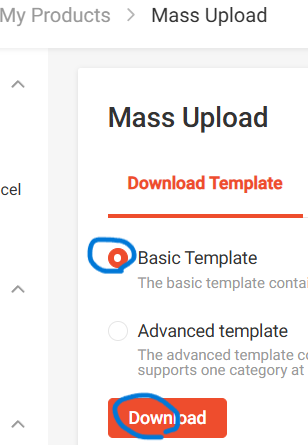 My Products > Mass Upload
cel
Mass Upload
Download Template
Basic Template
The basic template contai
Advanced template
The advanced template co
supports one category at
Download